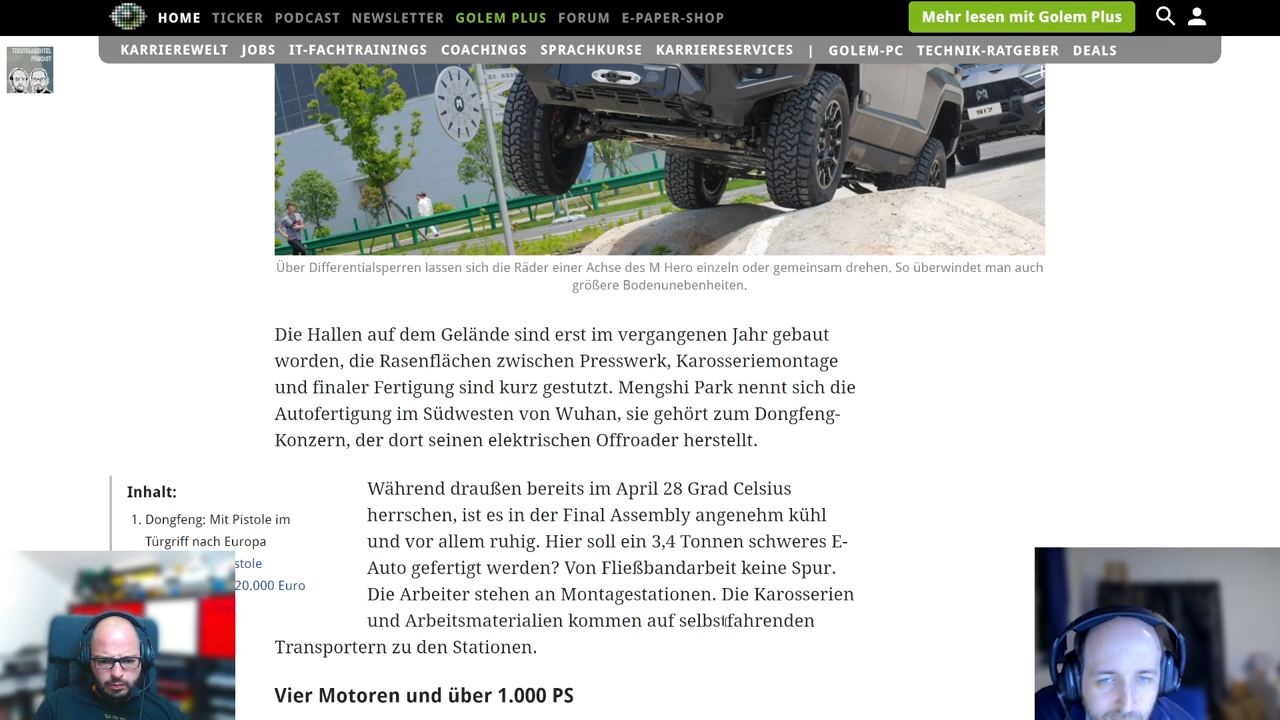 HOME TICKER PODCAST NEWSLETTER GOLEM PLUS FORUM E-PAPER-SHOP
Mehr lesen mit Golem Plus
KARRIEREWELT JOBS IT-FACHTRAININGS COACHINGS SPRACHKURSE KARRIERESERVICES | GOLEM-PC TECHNIK-RATGEBER DEALS
PODCAST
917
Über Differentialsperren lassen sich die Räder einer Achse des M Hero einzeln oder gemeinsam drehen. So überwindet man auch
größere Bodenunebenheiten.
Die Hallen auf dem Gelände sind erst im vergangenen Jahr gebaut
worden, die Rasenflächen zwischen Presswerk, Karosseriemontage
und finaler Fertigung sind kurz gestutzt. Mengshi Park nennt sich die
Autofertigung im Südwesten von Wuhan, sie gehört zum Dongfeng-
Konzern, der dort seinen elektrischen Offroader herstellt.
Inhalt:
1. Dongfeng: Mit Pistole im
Türgriff nach Europa
stole
20.000 Euro
Während draußen bereits im April 28 Grad Celsius
herrschen, ist es in der Final Assembly angenehm kühl
und vor allem ruhig. Hier soll ein 3,4 Tonnen schweres E-
Auto gefertigt werden? Von Fließbandarbeit keine Spur.
Die Arbeiter stehen an Montagestationen. Die Karosserien
und Arbeitsmaterialien kommen auf selbstfahrenden
Transportern zu den Stationen.
Vier Motoren und über 1.000 PS